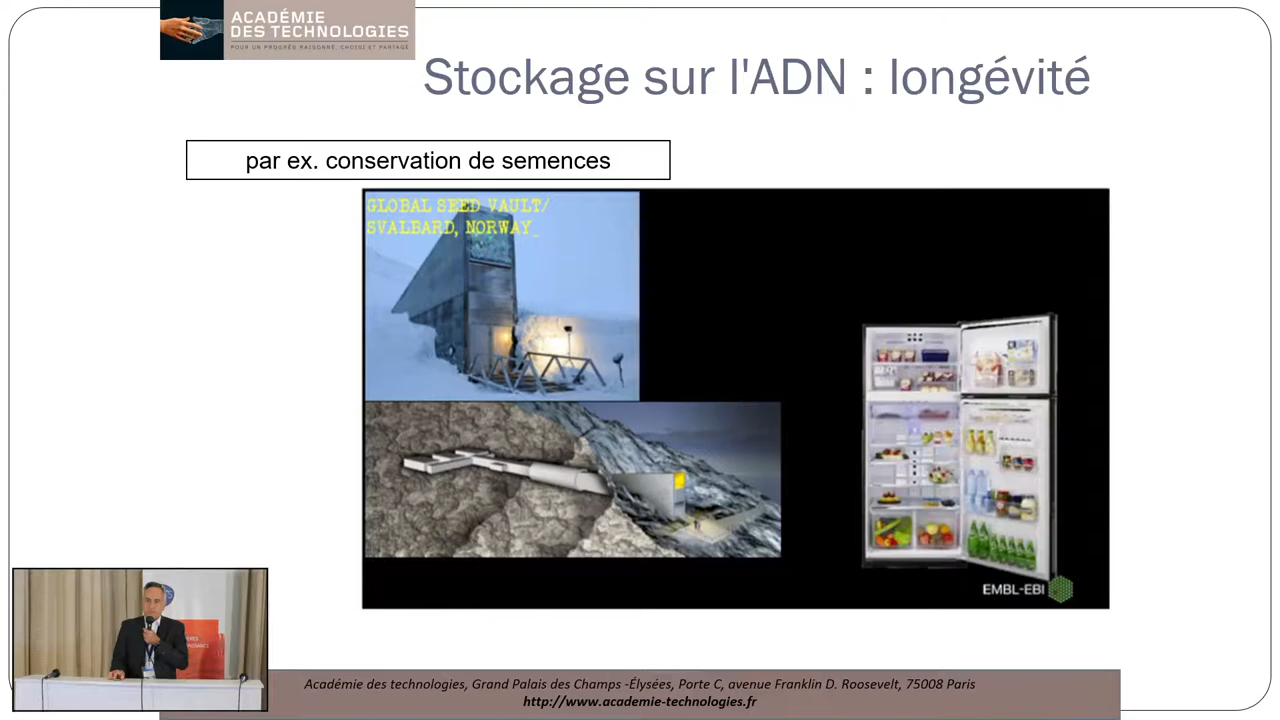 ACADÉMIE
DES TECHNOLOGIES
POUR UN PROGRÈS RAISONNÉ, CHOISI ET PARTAGÉ
Stockage sur l'ADN : longévité
par ex. conservation de semences
GLOBAL SEED VAULT/
SVALBARD, NORWAY_
EMBL-EBI
Académie des technologies, Grand Palais des Champs -Élysées, Porte C, avenue Franklin D. Roosevelt, 75008 Paris
http://www.academie-technologies.fr